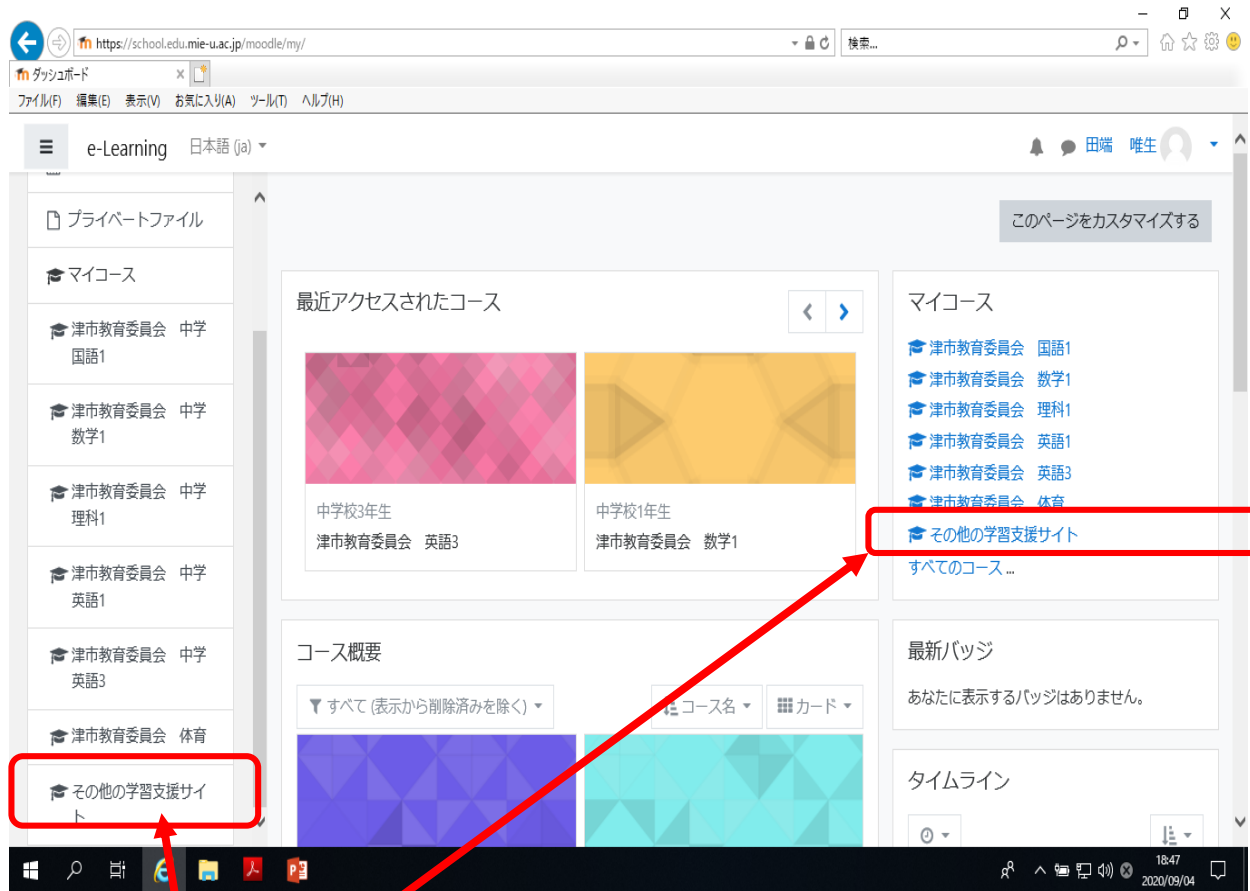 https://school.edu.mie-u.ac.jp/moodle/my/
検索...
ダッシュボード
ファイル(F) 編集(E) 表示(V) お気に入り(A) ツール(T) ヘルプ(H)
e-Learning 日本語 (ja)
田端 唯生
プライベートファイル
マイコース
津市教育委員会 中学
国語1
津市教育委員会 中学
数学1
津市教育委員会 中学
理科1
津市教育委員会 中学
英語1
津市教育委員会 中学
英語3
津市教育委員会 体育
その他の学習支援サイ
ト
このページをカスタマイズする
最近アクセスされたコース
中学校3年生
津市教育委員会 英語3
中学校1年生
津市教育委員会 数学1
コース概要
すべて (表示から削除済みを除く)
コース名
カード
マイコース
津市教育委員会 国語1
津市教育委員会 数学1
津市教育委員会 理科1
津市教育委員会 英語1
津市教育委員会 英語3
津市教育委員会 体育
その他の学習支援サイト
すべてのコース ...
最新バッジ
あなたに表示するバッジはありません。
タイムライン
18:47
2020/09/04